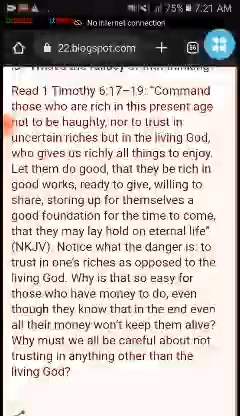 75% 7:21 AM
No internet connection
22.blogspot.com
Read 1 Timothy 6:17–19: "Command
those who are rich in this present age
not to be haughty, nor to trust in
uncertain riches but in the living God,
who gives us richly all things to enjoy.
Let them do good, that they be rich in
good works, ready to give, willing to
share, storing up for themselves a
good foundation for the time to come,
that they may lay hold on eternal life"
(NKJV). Notice what the danger is: to
trust in one's riches as opposed to the
living God. Why is that so easy for
those who have money to do, even
though they know that in the end even
all their money won't keep them alive?
Why must we all be careful about not
trusting in anything other than the
living God?